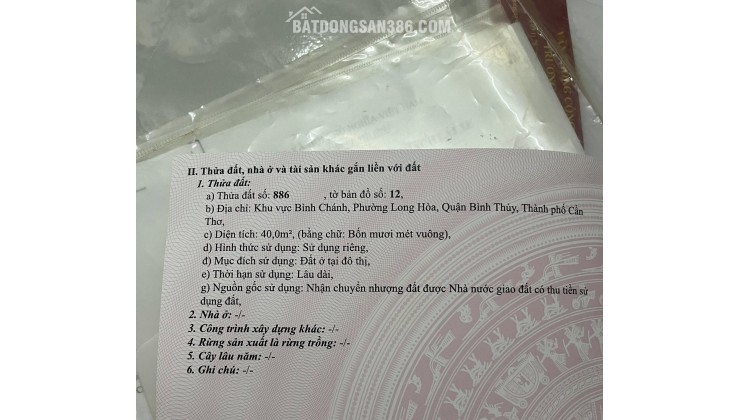 BATDONGSAN386.COM
II. Thửa đất, nhà ở và tài sản khác gắn liền với đất
1. Thửa đất:
a) Thửa đất số: 886 , tờ bản đồ số: 12,
b) Địa chỉ: Khu vực Bình Chánh, Phường Long Hòa, Quận Bình Thủy, Thành phố Cần
Thơ,
c) Diện tích: 40,0m², (bằng chữ: Bốn mươi mét vuông),
d) Hình thức sử dụng: Sử dụng riêng,
đ) Mục đích sử dụng: Đất ở tại đô thị,
e) Thời hạn sử dụng: Lâu dài,
g) Nguồn gốc sử dụng: Nhận chuyển nhượng đất được Nhà nước giao đất có thu tiền sử
dụng đất,
2. Nhà ở: -/-
3. Công trình xây dựng khác: -/-
4. Rừng sản xuất là rừng trồng: -/-
5. Cây lâu năm: -/-
6. Ghi chú: -/-